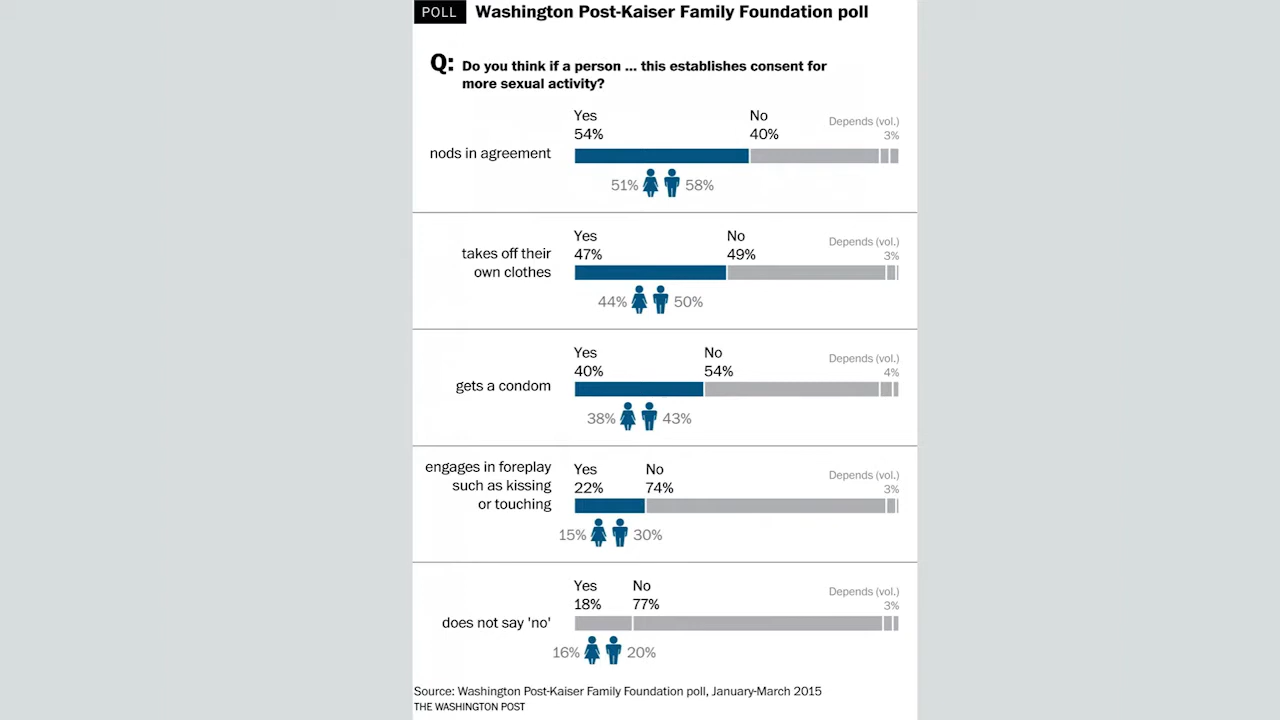 POLL Washington Post-Kaiser Family Foundation poll
Q: Do you think if a person ... this establishes consent for
more sexual activity?
Yes No Depends (vol.)
54% 40% 3%
nods in agreement
51% 58%
Yes No Depends (vol.)
47% 49% 3%
takes off their
own clothes
44% 50%
Yes No Depends (vol.)
40% 54% 4%
gets a condom
38% 43%
engages in foreplay
such as kissing
or touching
Yes No Depends (vol.)
22% 74% 3%
15% 30%
Yes No Depends (vol.)
18% 77% 3%
does not say 'no'
16% 20%
Source: Washington Post-Kaiser Family Foundation poll, January-March 2015
THE WASHINGTON POST